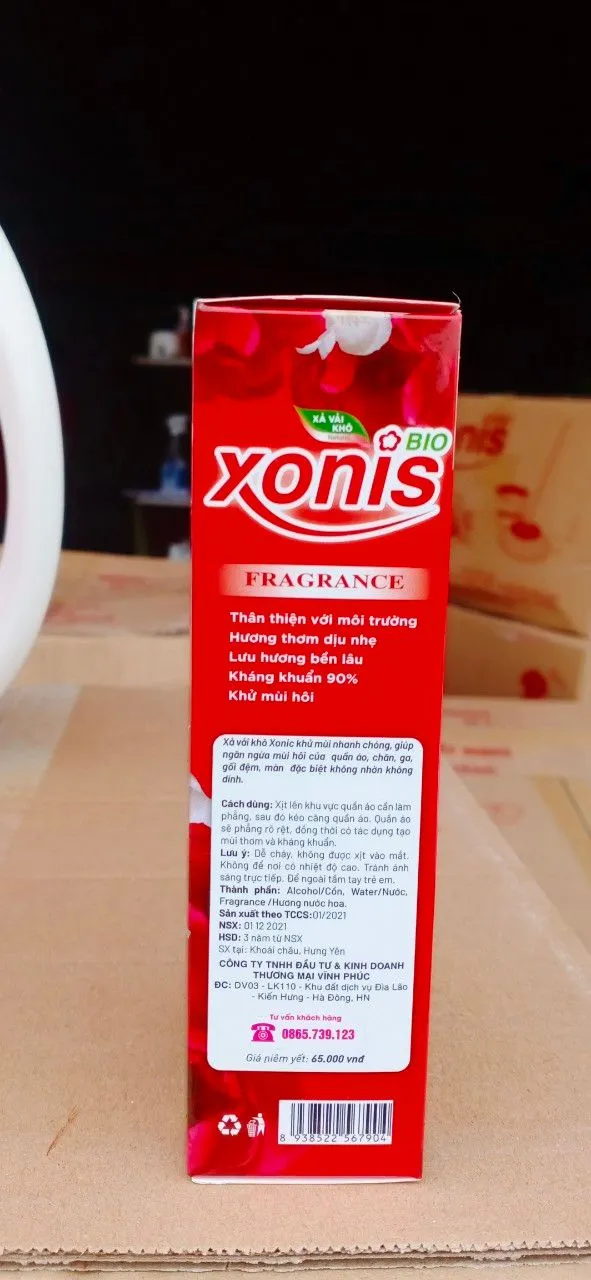 XẢ VẢI
KHÔ
Natural
BIO
xonis
FRAGRANCE
Thân thiện với môi trường
Hương thơm dịu nhẹ
Lưu hương bền lâu
Kháng khuẩn 90%
Khử mùi hôi
Xả vải khô Xonic khử mùi nhanh chóng, giúp
ngăn ngừa mùi hôi của quần áo, chăn, ga,
gối đệm, màn đặc biệt không nhờn không
dính.
Cách dùng: Xịt lên khu vực quần áo cần làm
phẳng, sau đó kéo căng quần áo. Quần áo
sẽ phẳng rõ rệt, đồng thời có tác dụng tạo
mùi thơm và kháng khuẩn.
Lưu ý: Dễ cháy, không được xịt vào mắt.
Không để nơi có nhiệt độ cao. Tránh ánh
sáng trực tiếp. Để ngoài tầm tay trẻ em.
Thành phần: Alcohol/Cồn, Water/Nước,
Fragrance /Hương nước hoa.
Sản xuất theo TCCS:01/2021
NSX: 01 12 2021
HSD: 3 năm từ NSX
SX tại: Khoái châu, Hưng Yên
CÔNG TY TNHH ĐẦU TƯ & KINH DOANH
THƯƠNG MẠI VĨNH PHÚC
ĐC: DV03 - LK110 - Khu đất dịch vụ Đìa Lão
- Kiến Hưng - Hà Đông, HN
Tư vấn khách hàng
0865.739.123
Giá niêm yết: 65.000 vnđ
8 938522 567904
nis